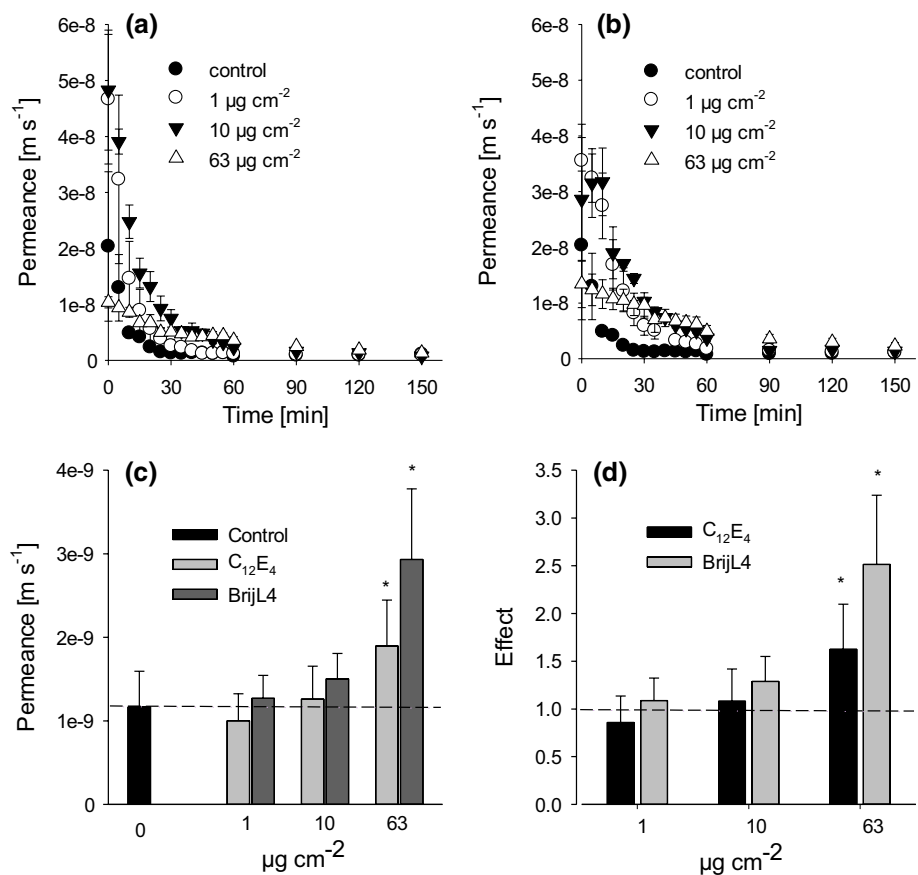 (a)
6e-8
5e-8
4e-8
3e-8
2e-8
1e-8
0
Permeance [m s⁻¹]
control
1 µg cm⁻²
10 µg cm⁻²
63 µg cm⁻²
0 30 60 90 120 150
Time [min]
(b)
6e-8
5e-8
4e-8
3e-8
2e-8
1e-8
0
Permeance [m s⁻¹]
control
1 µg cm⁻²
10 µg cm⁻²
63 µg cm⁻²
0 30 60 90 120 150
Time [min]
(c)
4e-9
3e-9
2e-9
1e-9
0
Permeance [m s⁻¹]
Control
C₁₂E₄
BrijL4
*
*
0 1 10 63
µg cm⁻²
(d)
3.5
3.0
2.5
2.0
1.5
1.0
0.5
0.0
Effect
C₁₂E₄
BrijL4
*
*
1 10 63
µg cm⁻²